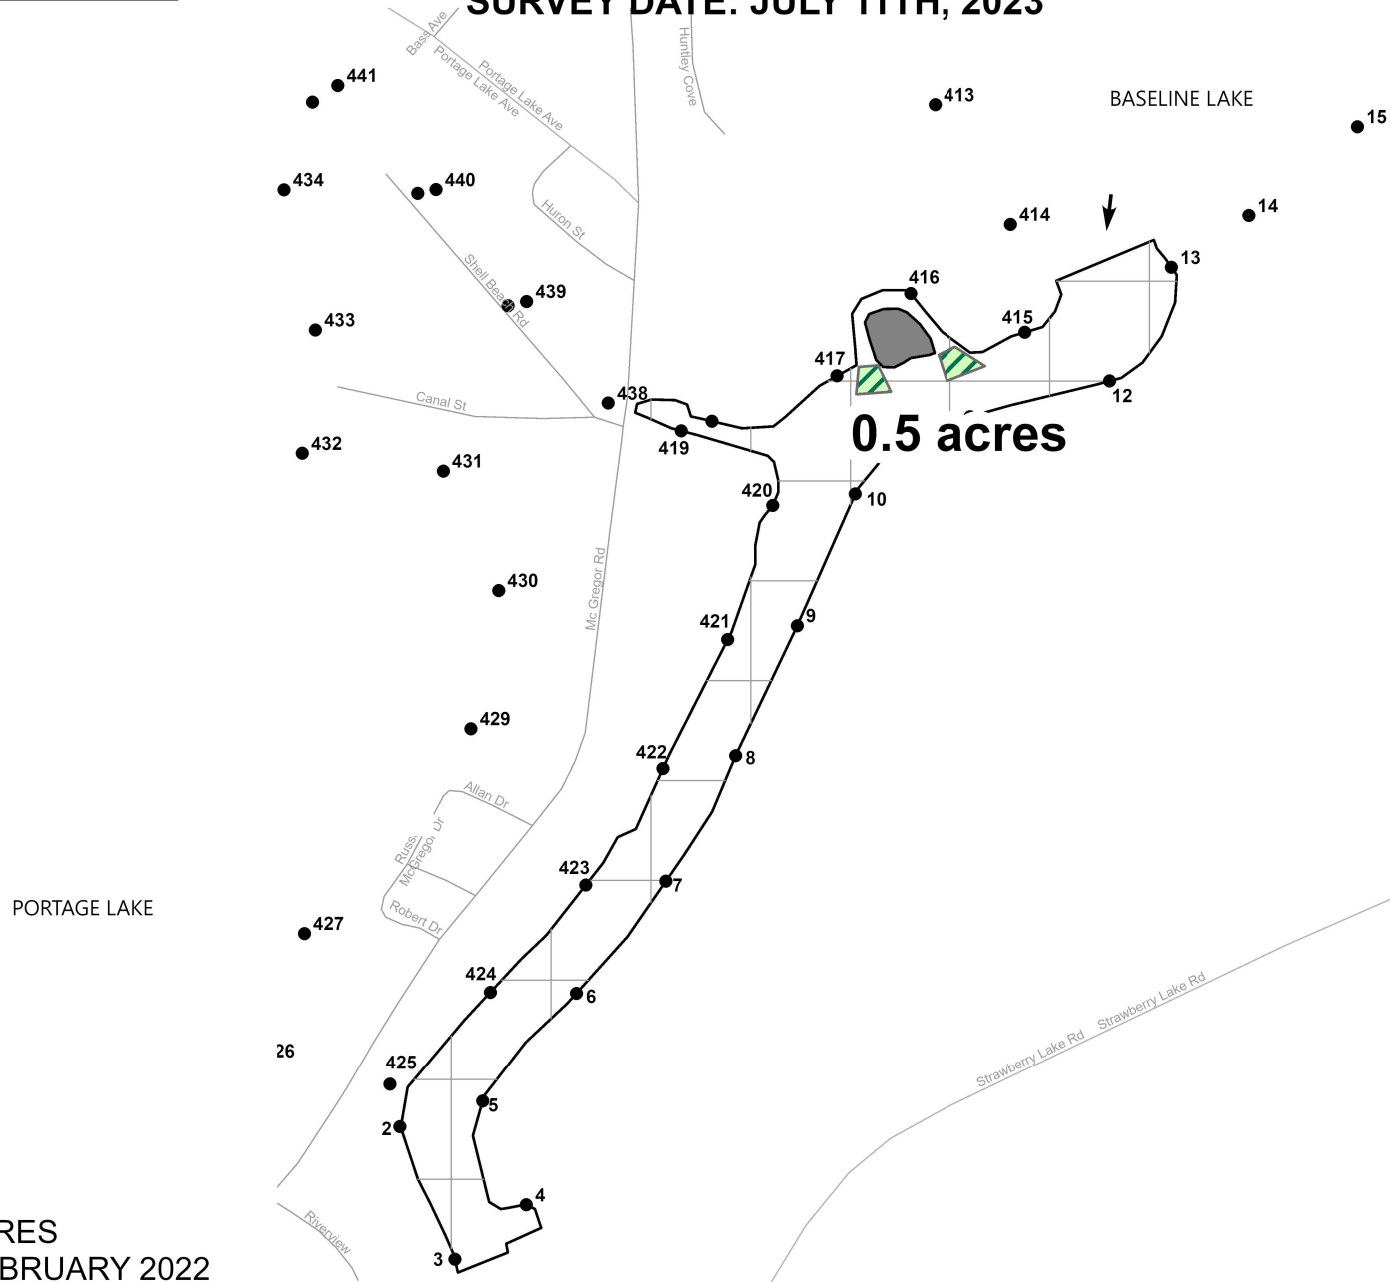 SURVEY DATE: JULY 11TH, 2023
Bass Ave
Portage Lake Ave
Portage Lake Ave
Huntley Cove
441
413
BASELINE LAKE
15
434
440
414
14
Huron St
Shell Beach Rd
439
416
13
433
415
417
12
438
Canal St
0.5 acres
419
432
431
420
10
430
Mc Gregor Rd
421
9
429
422
8
Allan Dr
McGregor Dr
423
7
Robert Dr
PORTAGE LAKE
427
424
6
Strawberry Lake Rd
Strawberry Lake Rd
26
425
5
2
4
Riverview
3
RES
BRUARY 2022